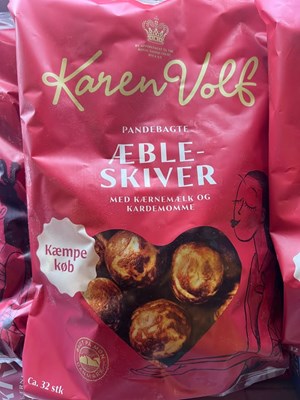 Karen Volf
PANDEBAGTE
ÆBLE-
SKIVER
MED KÆRNEMÆLK OG
KARDEMOMME
Kæmpe
køb
Ca. 32 stk